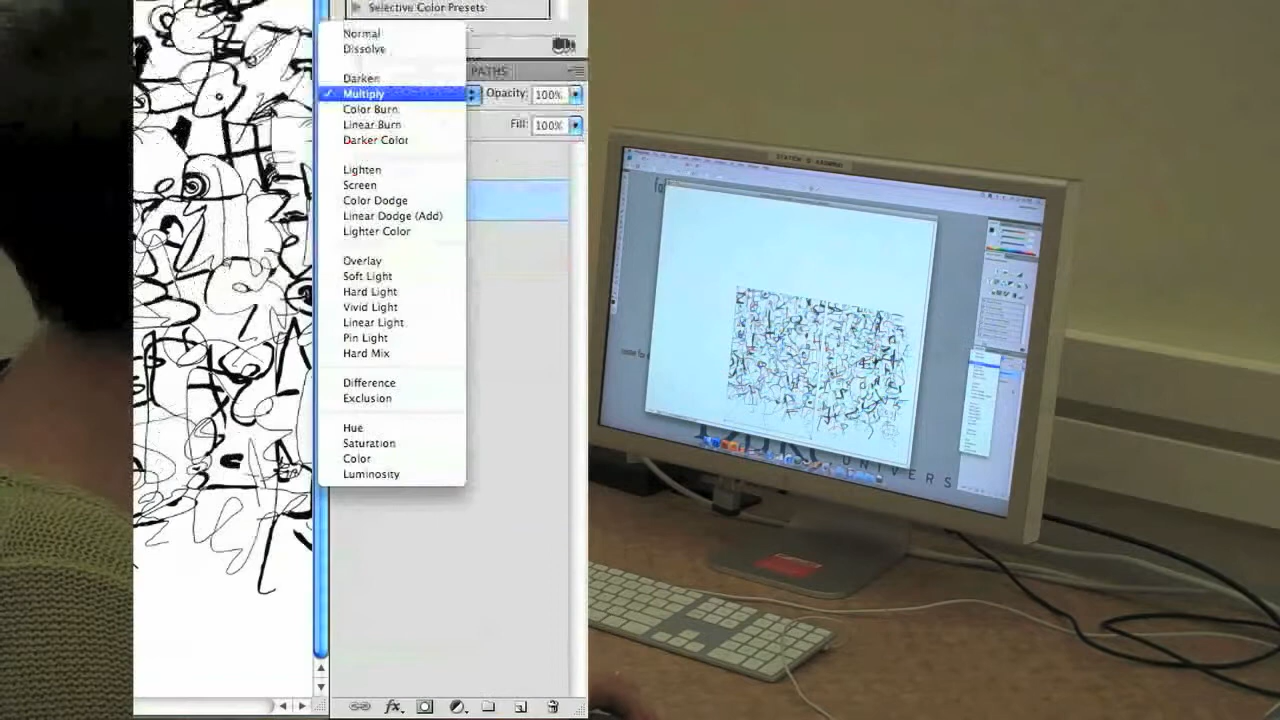 Selective Color Presets
Normal
Dissolve
PATHS
Darken
Multiply
Opacity: 100%
Color Burn
Linear Burn
Fill: 100%
Darker Color
Lighten
Screen
Color Dodge
Linear Dodge (Add)
Lighter Color
Overlay
Soft Light
Hard Light
Vivid Light
Linear Light
Pin Light
Hard Mix
Difference
Exclusion
Hue
Saturation
Color
Luminosity
fx
UNIVERS